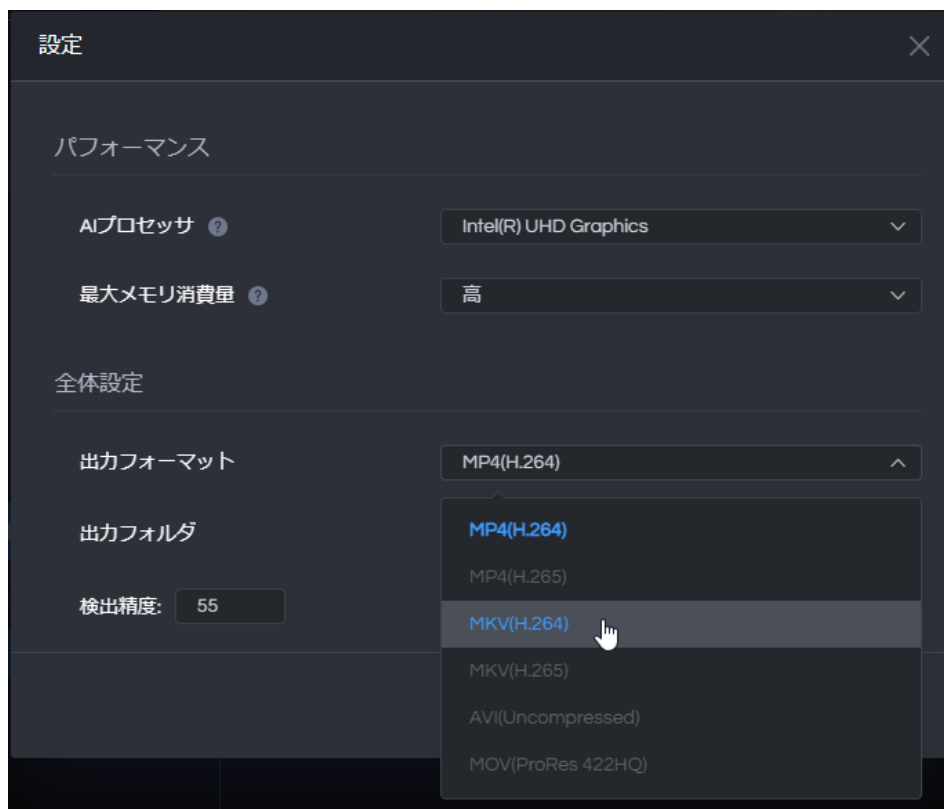 設定
パフォーマンス
AIプロセッサ ?
Intel(R) UHD Graphics
最大メモリ消費量 ?
高
全体設定
出力フォーマット
MP4(H.264)
出力フォルダ
MP4(H.264)
MP4(H.265)
検出精度: 55
MKV(H.264)
MKV(H.265)
AVI(Uncompressed)
MOV(ProRes 422HQ)